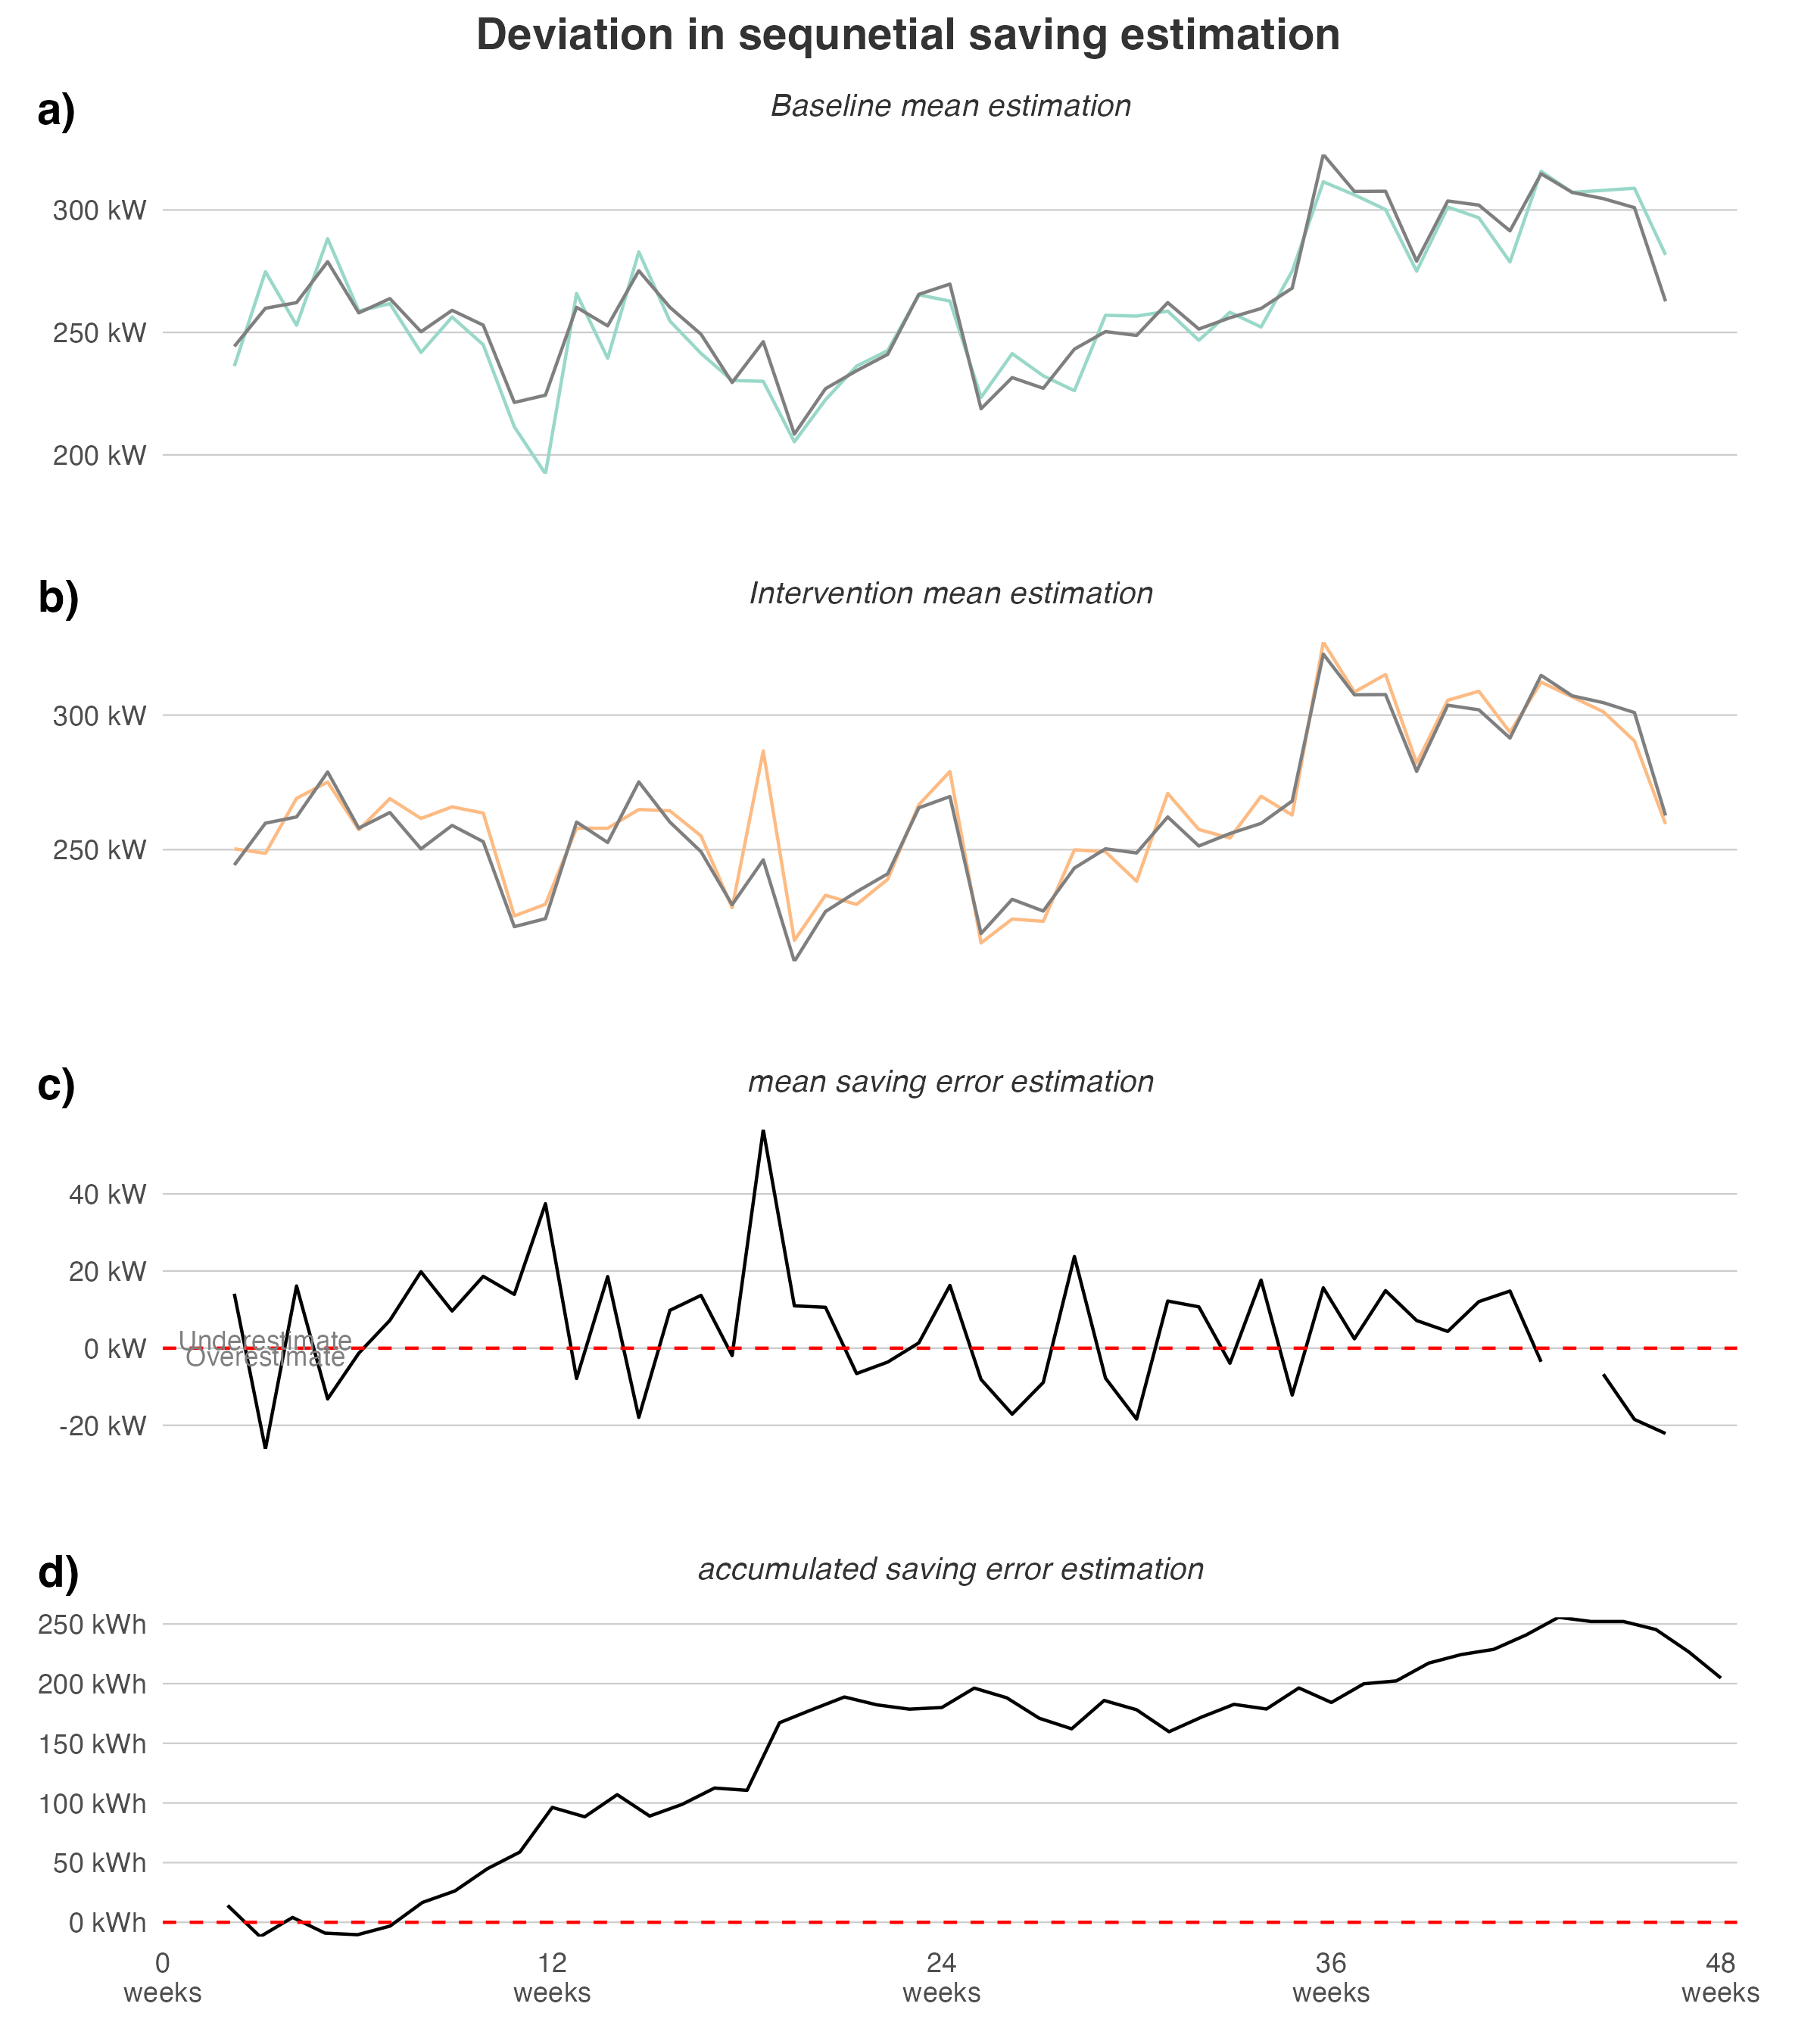 Deviation in sequnetial saving estimation
a)
Baseline mean estimation
300 kW
250 kW
200 kW
b)
Intervention mean estimation
300 kW
250 kW
c)
mean saving error estimation
40 kW
20 kW
Underestimate
0 kW
Overestimate
-20 kW
d)
accumulated saving error estimation
250 kWh
200 kWh
150 kWh
100 kWh
50 kWh
0 kWh
0 12 24 36 48
weeks weeks weeks weeks weeks